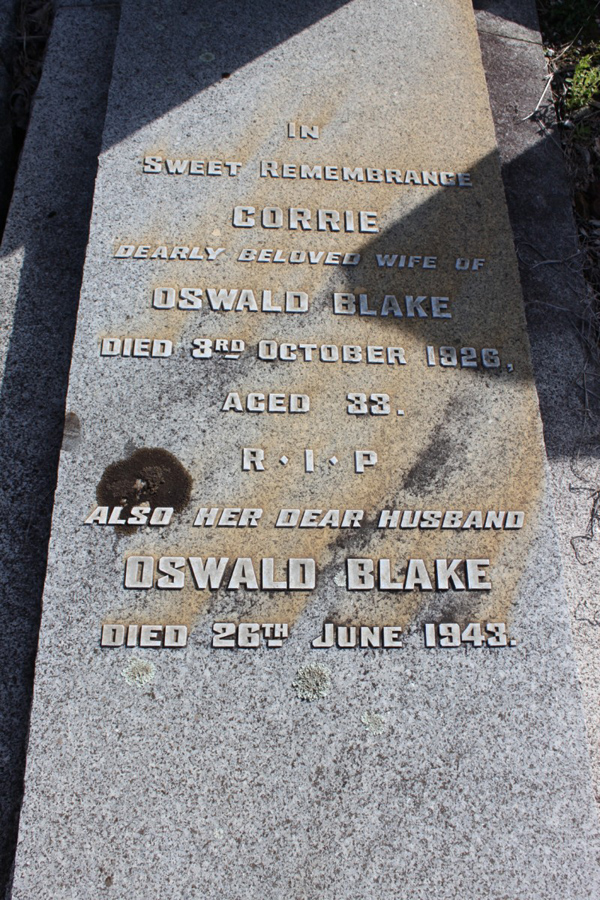 IN
SWEET REMEMBRANCE
CORRIE
DEARLY BELOVED WIFE OF
OSWALD BLAKE
DIED 3RD OCTOBER 1926,
AGED 33.
R · I · P
ALSO HER DEAR HUSBAND
OSWALD BLAKE
DIED 26TH JUNE 1943.